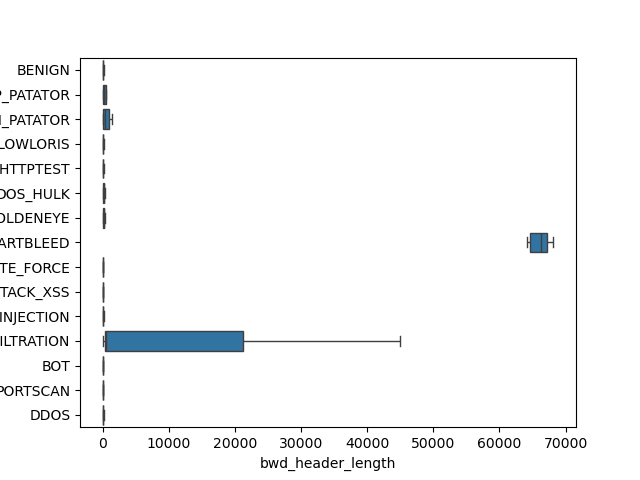 BENIGN
P_PATATOR
H_PATATOR
LOWLORIS
HTTPTEST
DOS_HULK
OLDENEYE
ARTBLEED
TE_FORCE
TACK_XSS
INJECTION
ILTRATION
BOT
PORTSCAN
DDOS
0 10000 20000 30000 40000 50000 60000 70000
bwd_header_length